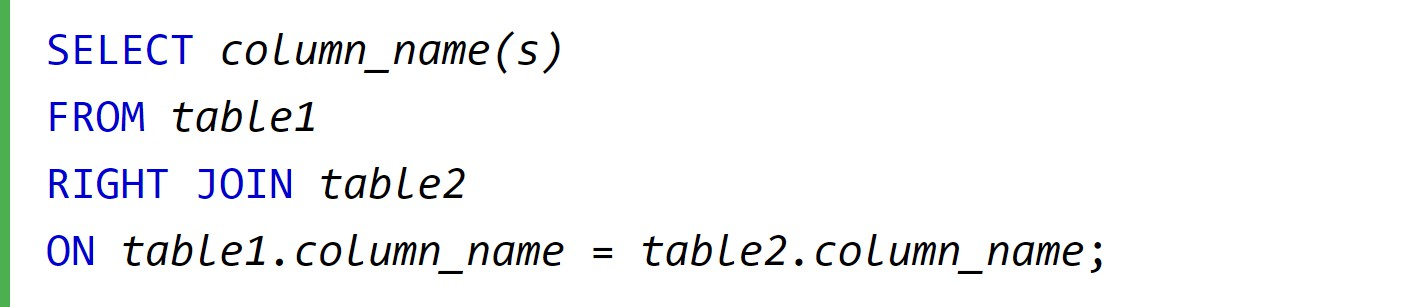 SELECT column_name(s)
FROM table1
RIGHT JOIN table2
ON table1.column_name = table2.column_name;